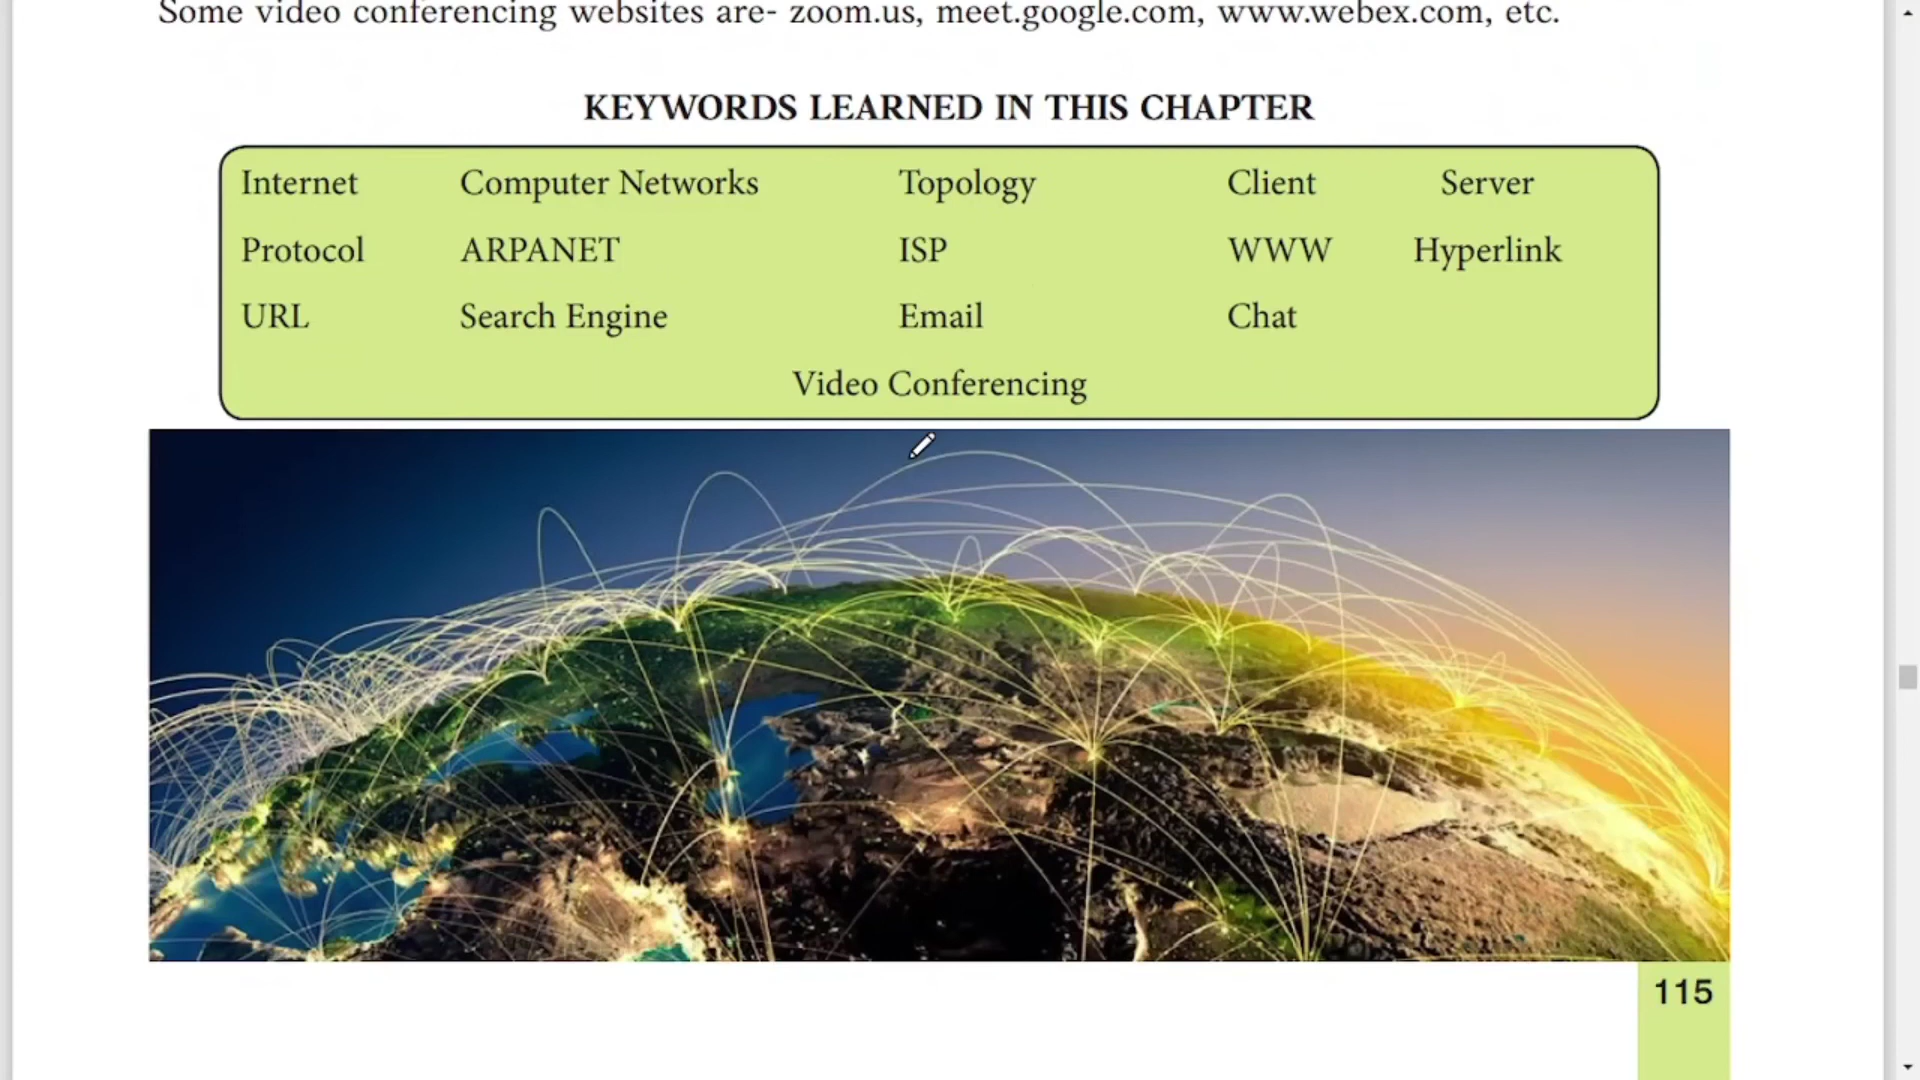 Some video conferencing websites are- zoom.us, meet.google.com, www.webex.com, etc.
KEYWORDS LEARNED IN THIS CHAPTER
Internet Computer Networks Topology Client Server
Protocol ARPANET ISP WWW Hyperlink
URL Search Engine Email Chat
Video Conferencing
115